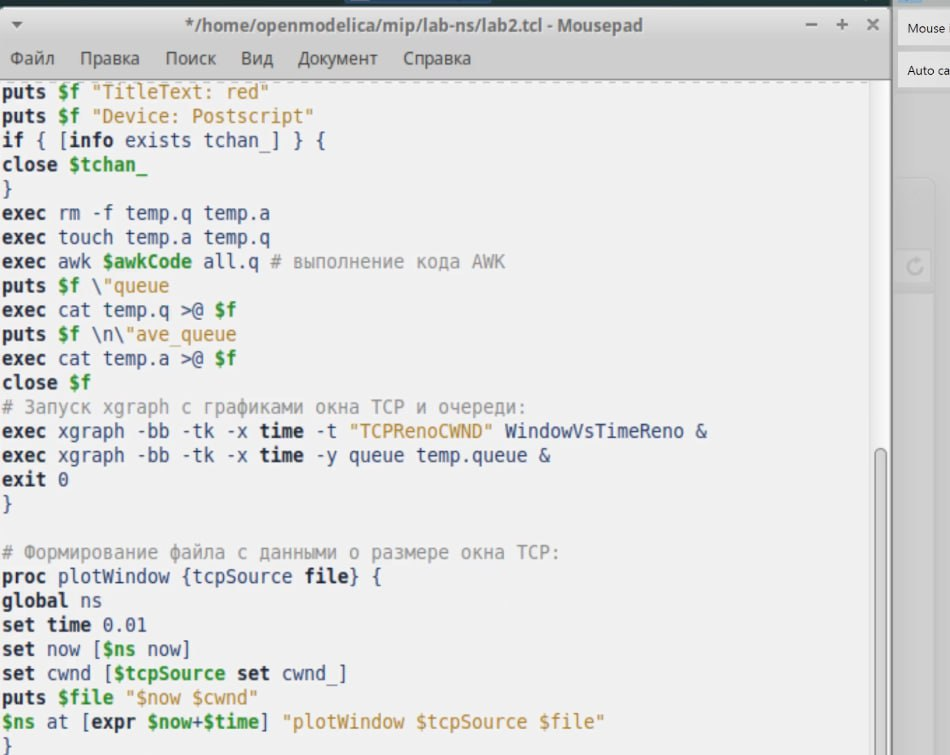 */home/openmodelica/mip/lab-ns/lab2.tcl - Mousepad
Файл Правка Поиск Вид Документ Справка
puts $f "TitleText: red"
puts $f "Device: Postscript"
if { [info exists tchan_] } {
close $tchan_
}
exec rm -f temp.q temp.a
exec touch temp.a temp.q
exec awk $awkCode all.q # выполнение кода AWK
puts $f \"queue
exec cat temp.q >@ $f
puts $f \n\"ave_queue
exec cat temp.a >@ $f
close $f
# Запуск xgraph с графиками окна TCP и очереди:
exec xgraph -bb -tk -x time -t "TCPRenoCWND" WindowVsTimeReno &
exec xgraph -bb -tk -x time -y queue temp.queue &
exit 0
}
# Формирование файла с данными о размере окна TCP:
proc plotWindow {tcpSource file} {
global ns
set time 0.01
set now [$ns now]
set cwnd [$tcpSource set cwnd_]
puts $file "$now $cwnd"
$ns at [expr $now+$time] "plotWindow $tcpSource $file"
}
Mouse
Auto ca